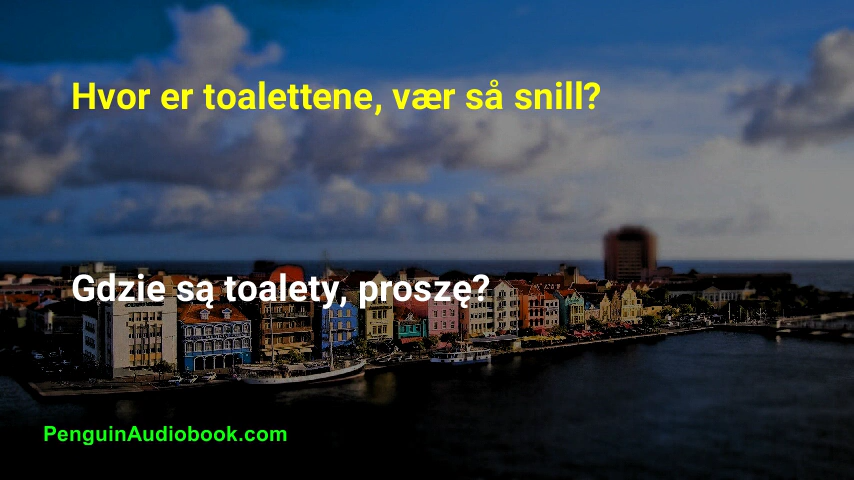 Hvor er toalettene, vær så snill?
Gdzie są toalety, proszę?
PenguinAudiobook.com